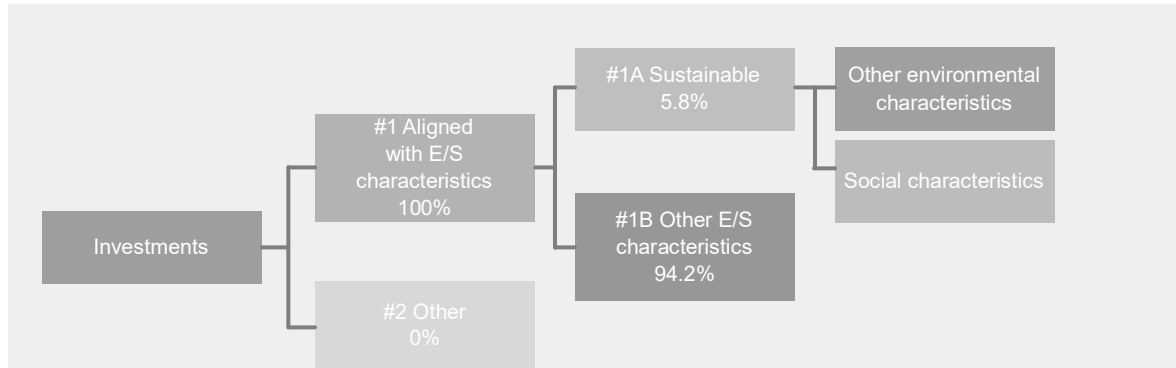 Investments
#1 Aligned
with E/S
characteristics
100%
#2 Other
0%
#1A Sustainable
5.8%
#1B Other E/S
characteristics
94.2%
Other environmental
characteristics
Social characteristics